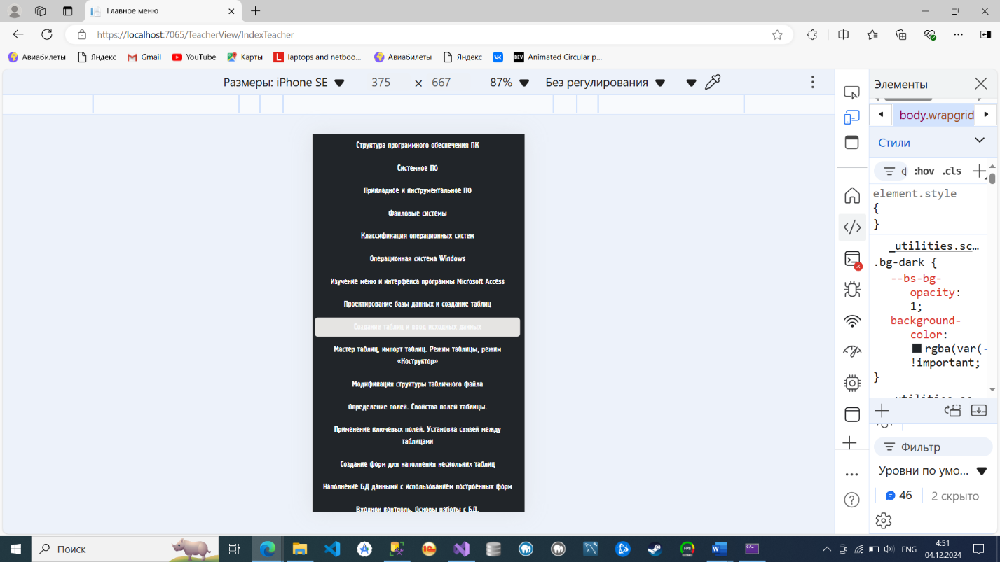 Главное меню
https://localhost:7065/TeacherView/IndexTeacher
Авиабилеты Яндекс Gmail YouTube Карты laptops and netboo... Авиабилеты Яндекс Animated Circular p...
Размеры: iPhone SE 375 × 667 87% Без регулирования
Элементы
body.wrapgrid
Стили
:hov .cls
element.style
{
}
_utilities.sc...
.bg-dark {
--bs-bg-
opacity:
1;
background-
color:
rgba(var(-
!important;
}
Фильтр
Уровни по умо...
46 2 скрыто
Структура программного обеспечения ПК
Системное ПО
Прикладное и инструментальное ПО
Файловые системы
Классификация операционных систем
Операционная система Windows
Изучение меню и интерфейса программы Microsoft Access
Проектирование базы данных и создание таблиц
Создание таблиц и ввод исходных данных
Мастер таблиц, импорт таблиц. Режим таблицы, режим
«Коструктор»
Модификация структуры табличного файла
Определение полей. Свойства полей таблицы.
Применение ключевых полей. Установка связей между
таблицами
Создание форм для наполнения нескольких таблиц
Наполнение БД данными с использованием построенных форм
Входной контроль. Основы работы с БД.
Поиск
ENG
4:51
04.12.2024